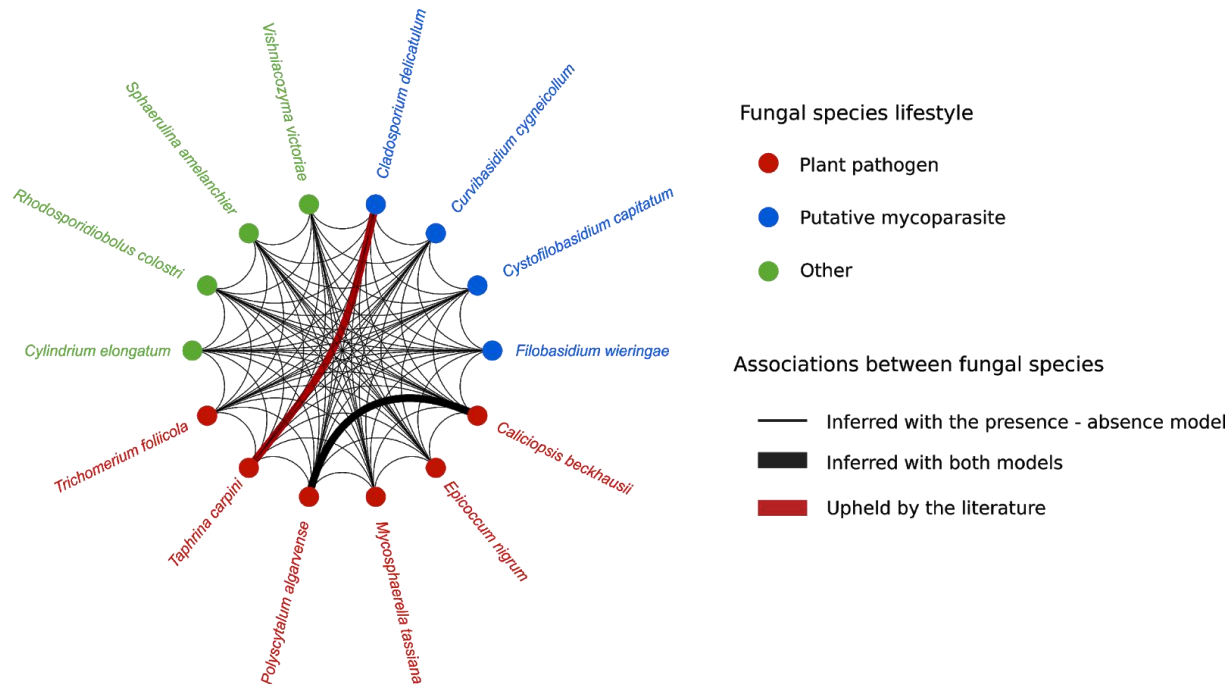 Vishniacozyma victoriae
Cladosporium delicatulum
Sphaerulina amelanchier
Curvibasidium cygneicollum
Rhodosporidiobolus colostri
Cystofilobasidium capitatum
Cylindrium elongatum
Filobasidium wieringae
Trichomerium foliicola
Caliciopsis beckhausii
Taphrina carpini
Epicoccum nigrum
Polyscytalum algarvense
Mycosphaerella tassiana
Fungal species lifestyle
Plant pathogen
Putative mycoparasite
Other
Associations between fungal species
Inferred with the presence - absence model
Inferred with both models
Upheld by the literature